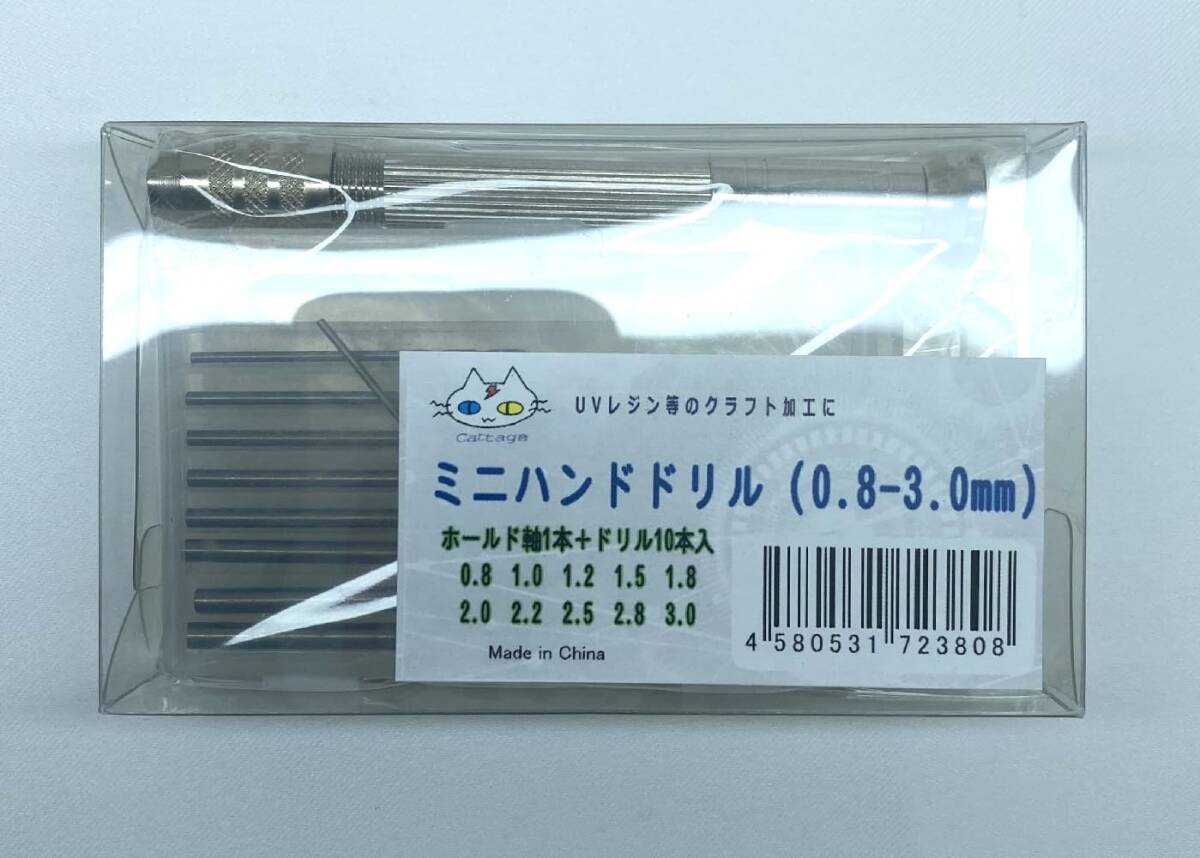 Cattage
UVレジン等のクラフト加工に
ミニハンドドリル (0.8-3.0mm)
ホールド軸1本+ドリル10本入
0.8 1.0 1.2 1.5 1.8
2.0 2.2 2.5 2.8 3.0
Made in China
4 580531 723808